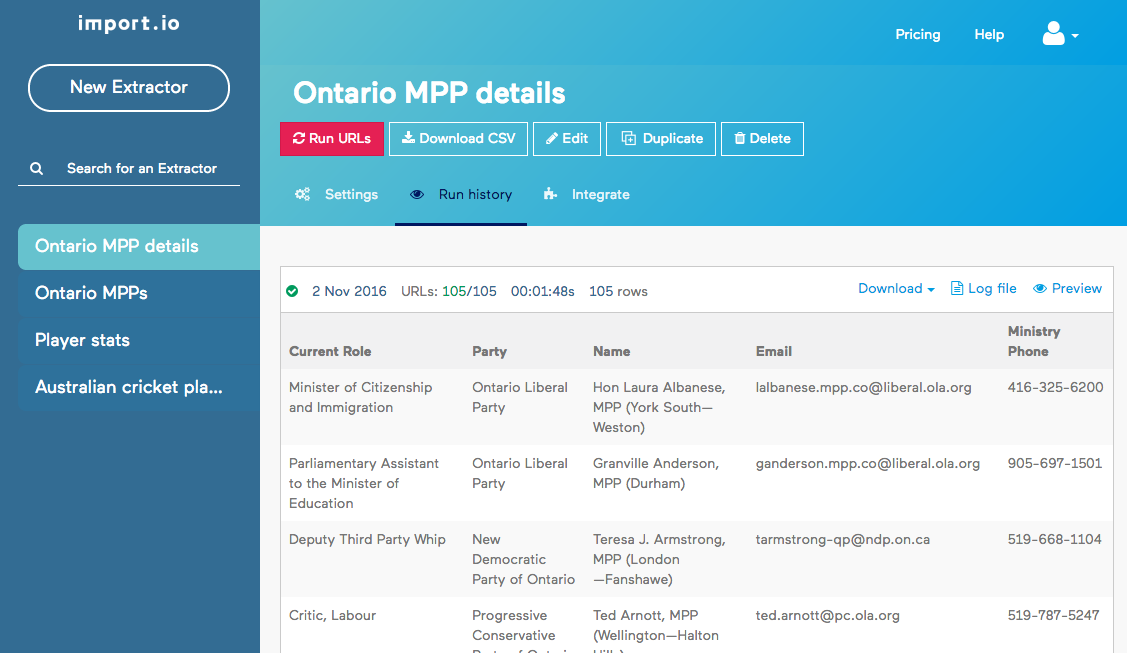 import.io
New Extractor
Search for an Extractor
Ontario MPP details
Ontario MPPs
Player stats
Australian cricket pla...
Pricing
Help
Ontario MPP details
Run URLs
Download CSV
Edit
Duplicate
Delete
Settings
Run history
Integrate
2 Nov 2016 URLs: 105/105 00:01:48s 105 rows
Download
Log file
Preview
Current Role
Party
Name
Email
Ministry
Phone
Minister of Citizenship
and Immigration
Ontario Liberal
Party
Hon Laura Albanese,
MPP (York South—
Weston)
lalbanese.mpp.co@liberal.ola.org
416-325-6200
Parliamentary Assistant
to the Minister of
Education
Ontario Liberal
Party
Granville Anderson,
MPP (Durham)
ganderson.mpp.co@liberal.ola.org
905-697-1501
Deputy Third Party Whip
New
Democratic
Party of Ontario
Teresa J. Armstrong,
MPP (London
—Fanshawe)
tarmstrong-qp@ndp.on.ca
519-668-1104
Critic, Labour
Progressive
Conservative
Ted Arnott, MPP
(Wellington—Halton
ted.arnott@pc.ola.org
519-787-5247